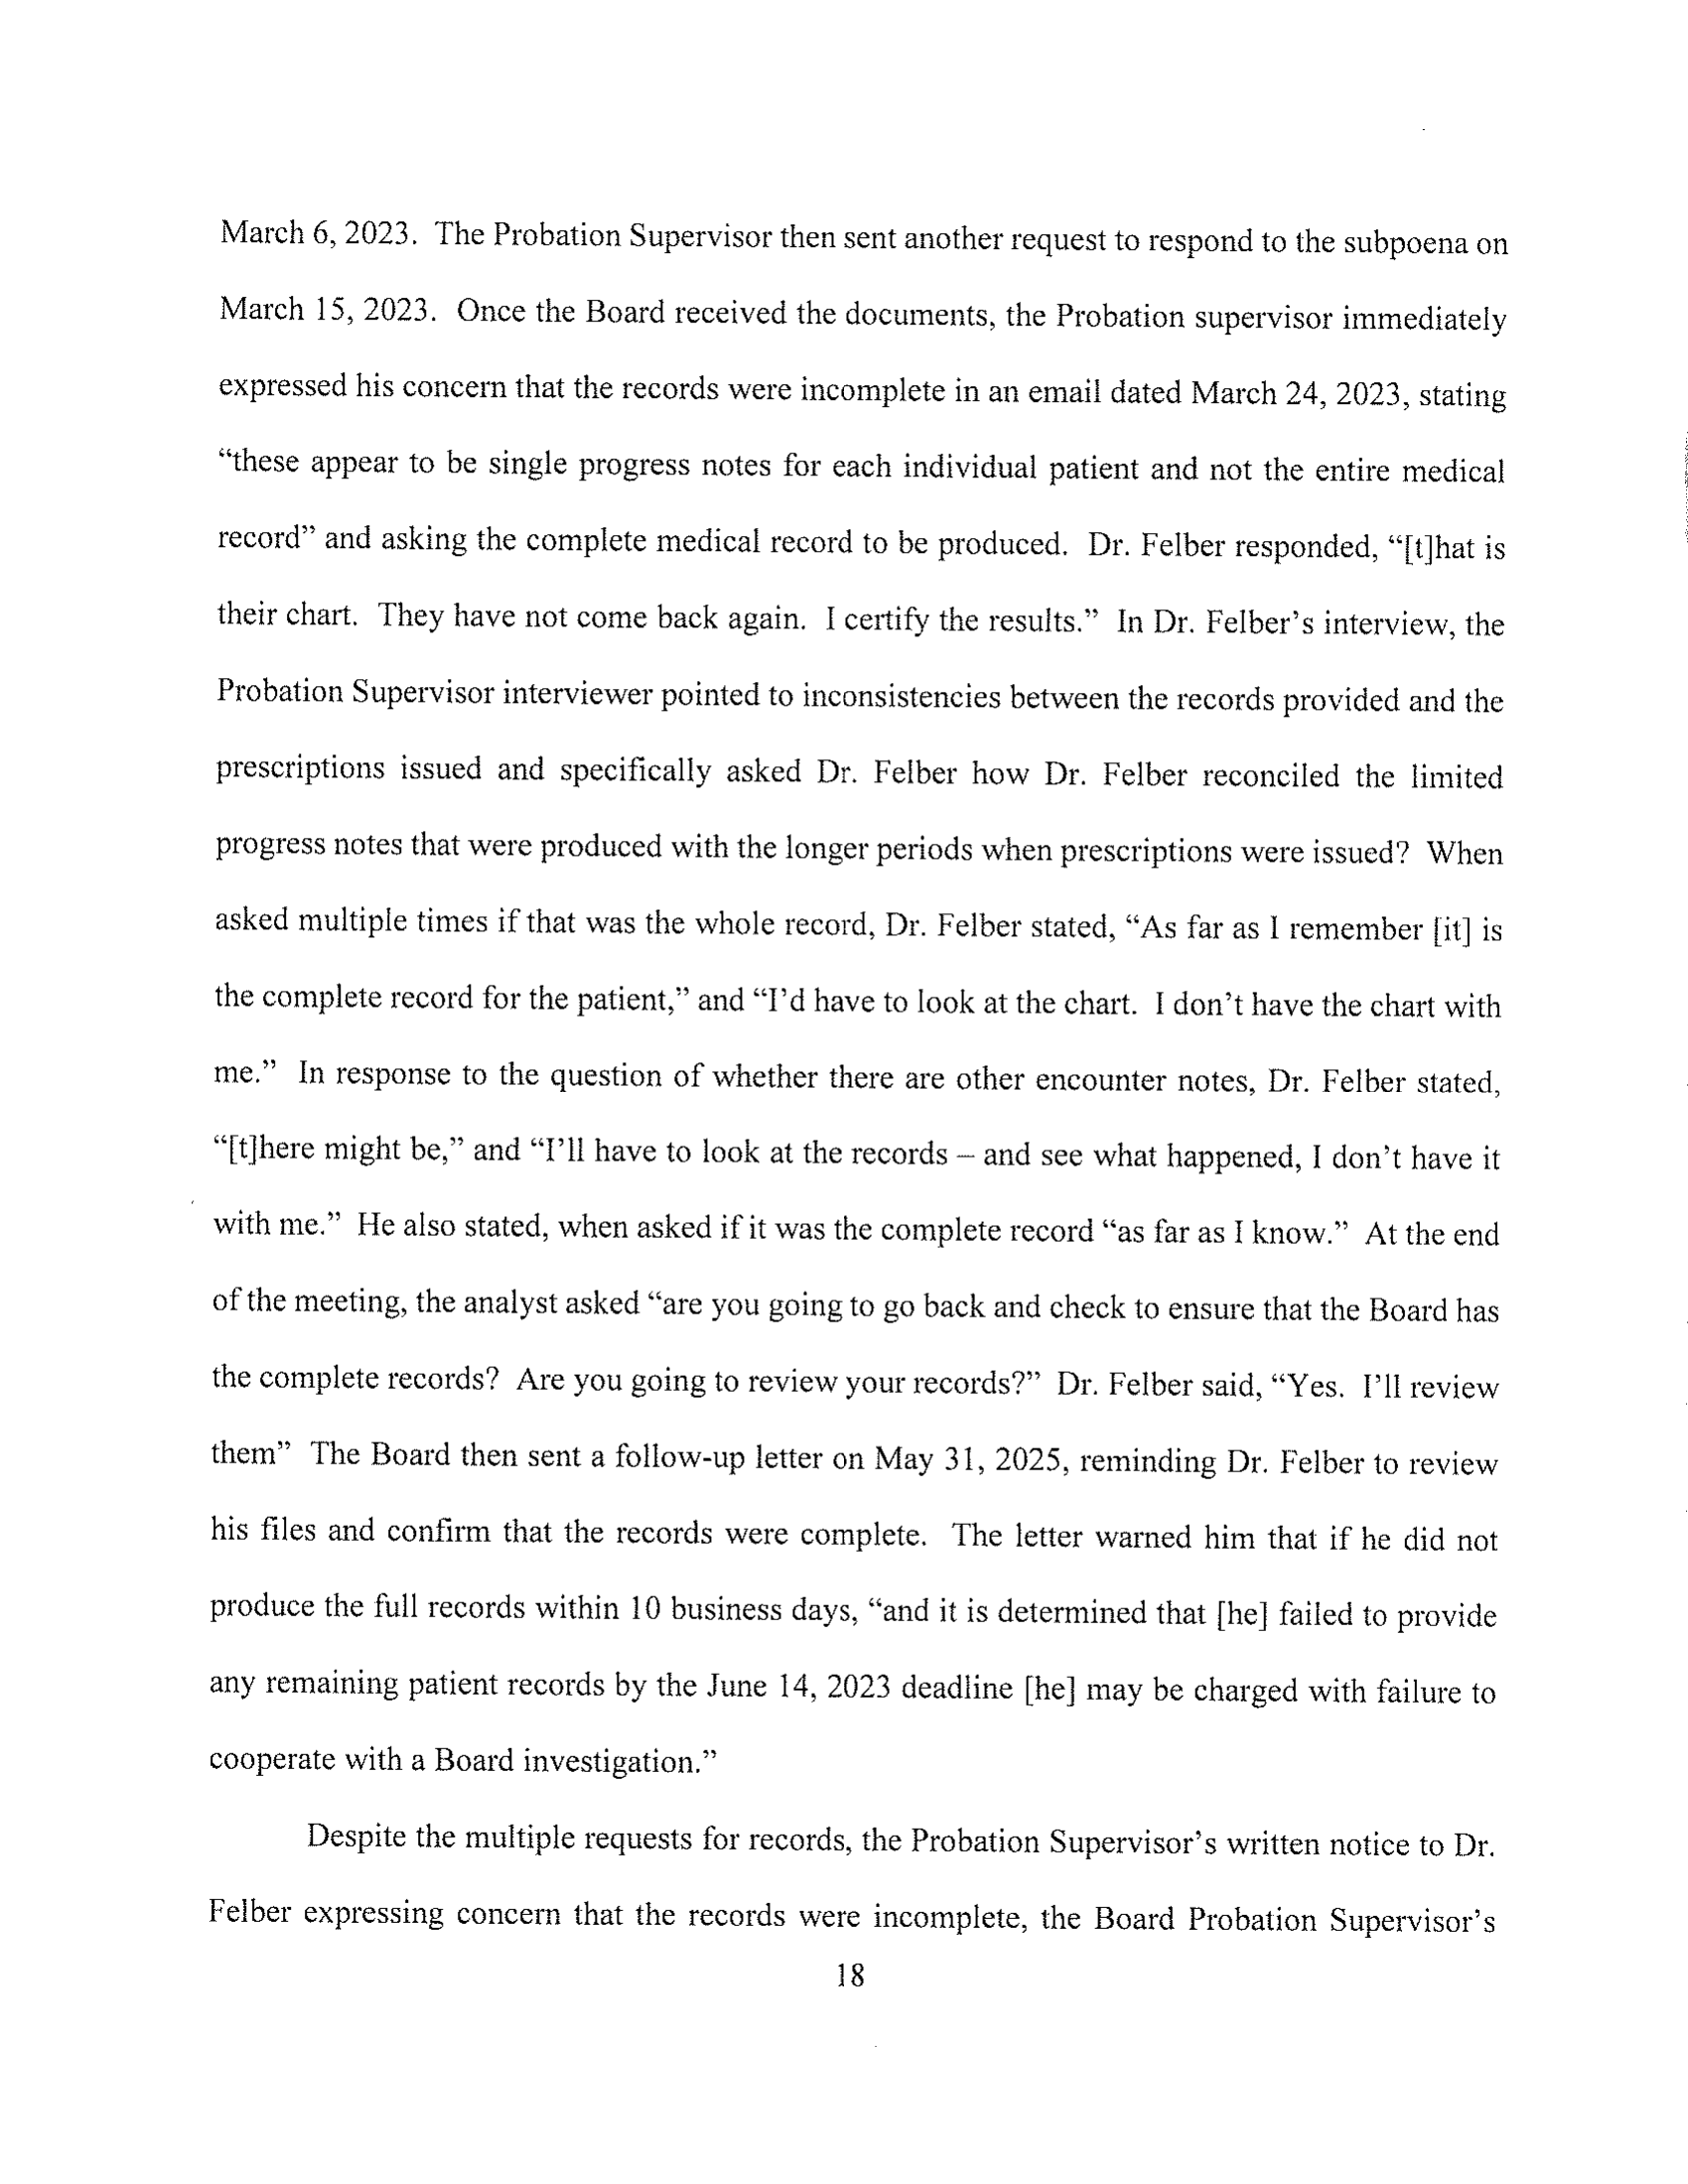 March 6, 2023.  The Probation Supervisor then sent another request to respond to the subpoena on
March 15, 2023.  Once the Board received the documents, the Probation supervisor immediately
expressed his concern that the records were incomplete in an email dated March 24, 2023, stating
“these appear to be single progress notes for each individual patient and not the entire medical
record” and asking the complete medical record to be produced.  Dr. Felber responded, “[t]hat is
their chart.  They have not come back again.  I certify the results.”  In Dr. Felber’s interview, the
Probation Supervisor interviewer pointed to inconsistencies between the records provided and the
prescriptions issued and specifically asked Dr. Felber how Dr. Felber reconciled the limited
progress notes that were produced with the longer periods when prescriptions were issued?  When
asked multiple times if that was the whole record, Dr. Felber stated, “As far as I remember [it] is
the complete record for the patient,” and “I’d have to look at the chart.  I don’t have the chart with
me.”  In response to the question of whether there are other encounter notes, Dr. Felber stated,
“[t]here might be,” and “I’ll have to look at the records – and see what happened, I don’t have it
with me.”  He also stated, when asked if it was the complete record “as far as I know.”  At the end
of the meeting, the analyst asked “are you going to go back and check to ensure that the Board has
the complete records?  Are you going to review your records?”  Dr. Felber said, “Yes.  I’ll review
them”  The Board then sent a follow-up letter on May 31, 2025, reminding Dr. Felber to review
his files and confirm that the records were complete.  The letter warned him that if he did not
produce the full records within 10 business days, “and it is determined that [he] failed to provide
any remaining patient records by the June 14, 2023 deadline [he] may be charged with failure to
cooperate with a Board investigation.”
Despite the multiple requests for records, the Probation Supervisor’s written notice to Dr.
Felber expressing concern that the records were incomplete, the Board Probation Supervisor’s
18